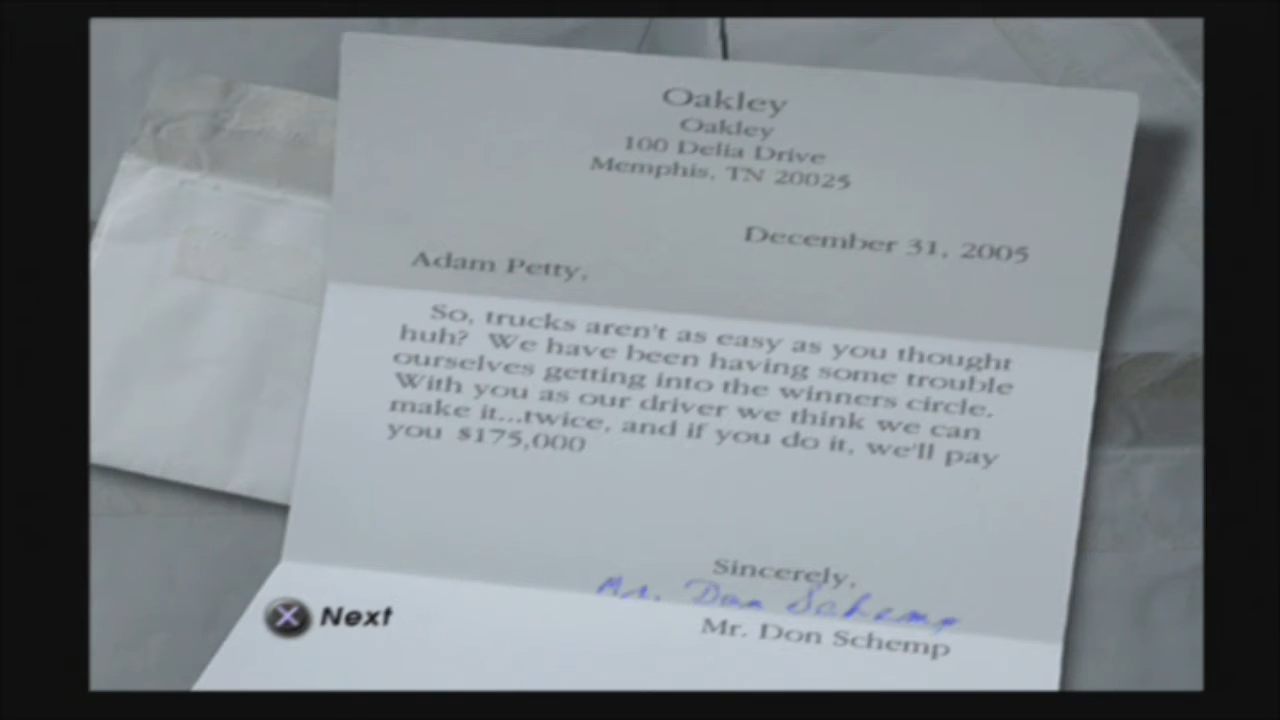 Oakley
Oakley
100 Delia Drive
Memphis, TN 20025
December 31, 2005
Adam Petty,
So, trucks aren't as easy as you thought
huh? We have been having some trouble
ourselves getting into the winners circle.
With you as our driver we think we can
make it...twice, and if you do it, we'll pay
you $175,000
Sincerely,
Mr. Don Schemp
Mr. Don Schemp
Next